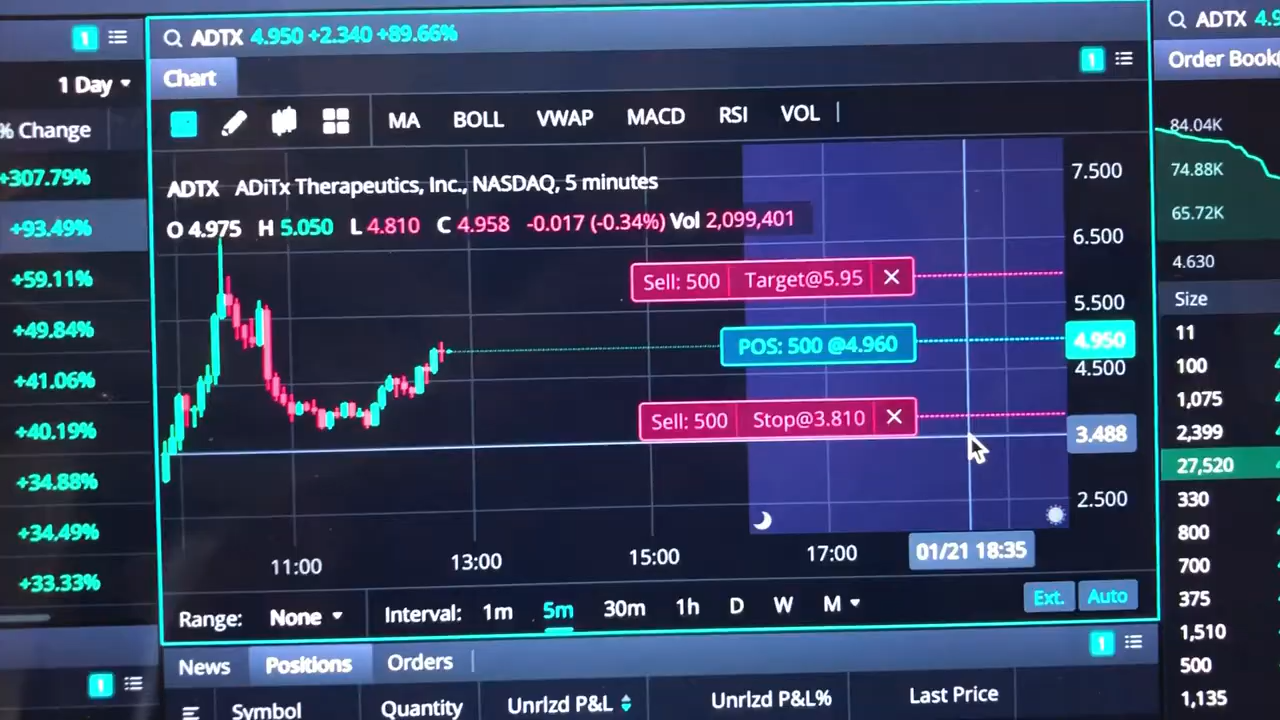 1
1 Day
% Change
+307.79%
+93.49%
+59.11%
+49.84%
+41.06%
+40.19%
+34.88%
+34.49%
+33.33%
1
ADTX 4.950 +2.340 +89.66%
Chart
1
MA BOLL VWAP MACD RSI VOL
ADTX ADiTx Therapeutics, Inc., NASDAQ, 5 minutes
O 4.975 H 5.050 L 4.810 C 4.958 -0.017 (-0.34%) Vol 2,099,401
Sell: 500 Target@5.95
POS: 500 @4.960
Sell: 500 Stop@3.810
7.500
6.500
5.500
4.950
4.500
3.488
2.500
11:00 13:00 15:00 17:00 01/21 18:35
Range: None Interval: 1m 5m 30m 1h D W M
Ext. Auto
News Positions Orders
1
Symbol Quantity Unrlzd P&L Unrlzd P&L% Last Price
ADTX
Order Book
84.04K
74.88K
65.72K
4.630
Size
11
100
1,075
2,399
27,520
330
800
700
375
1,510
500
1,135